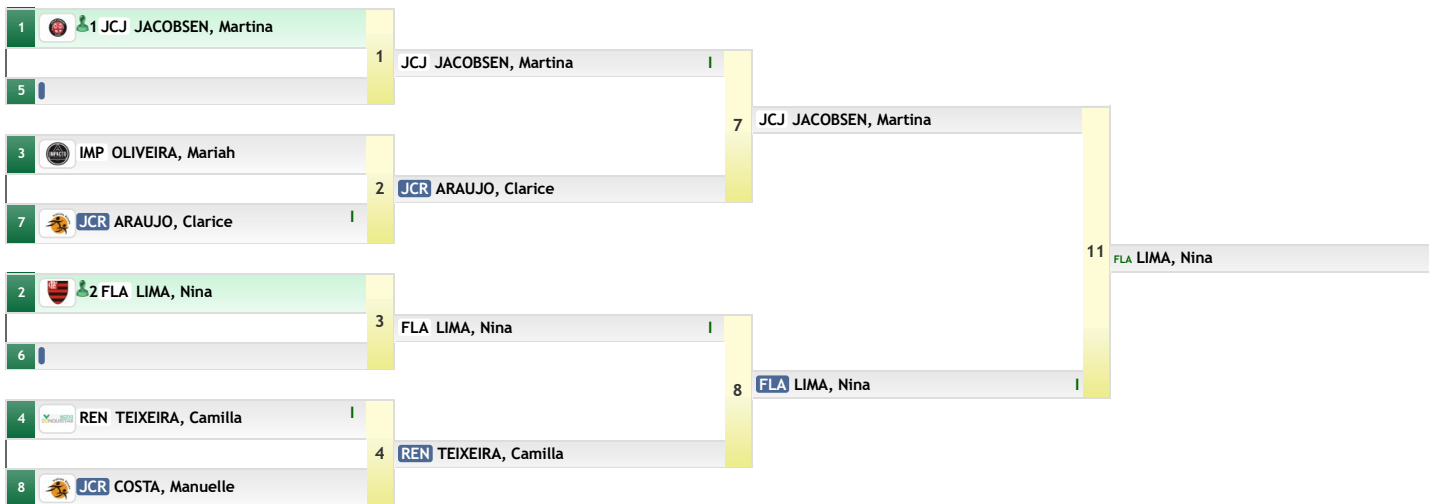 1 1 JCJ JACOBSEN, Martina
1
JCJ JACOBSEN, Martina I
5
7
JCJ JACOBSEN, Martina
3 IMPACTO IMP OLIVEIRA, Mariah
2
JCR ARAUJO, Clarice
7 JCR ARAUJO, Clarice I
11
FLA LIMA, Nina
2 2 FLA LIMA, Nina
3
FLA LIMA, Nina I
6
8
FLA LIMA, Nina I
4 REN TEIXEIRA, Camilla I
4
REN TEIXEIRA, Camilla
8 JCR COSTA, Manuelle